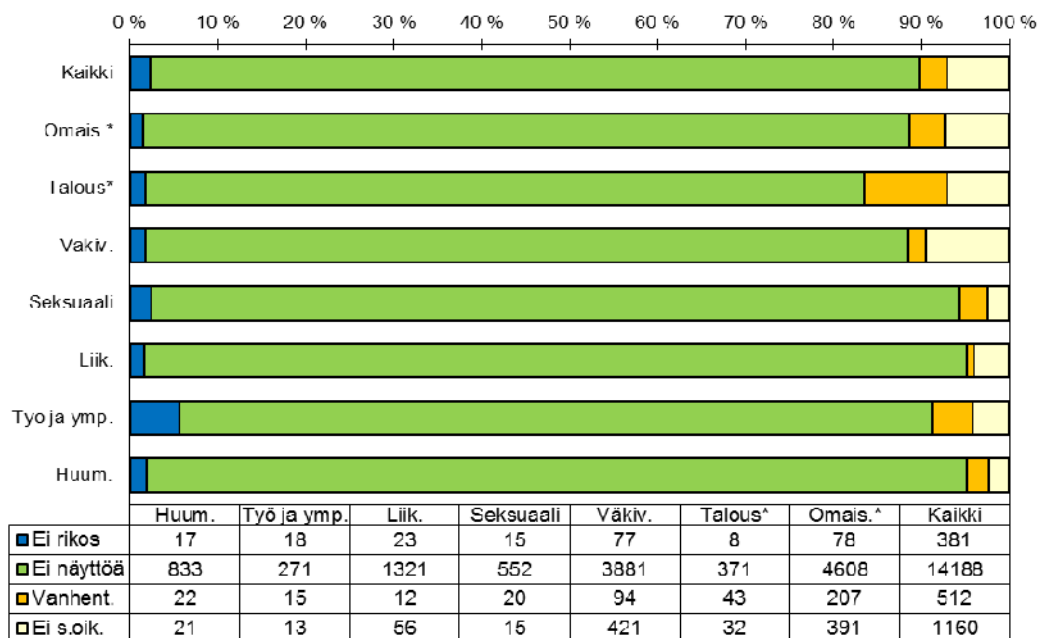 0 % 10 % 20 % 30 % 40 % 50 % 60 % 70 % 80 % 90 % 100 %
Kaikki
Omais.*
Talous*
Väkiv.
Seksuaali
Liik.
Työ ja ymp.
Huum.
Huum. Työ ja ymp. Liik. Seksuaali Väkiv. Talous* Omais.* Kaikki
Ei rikos 17 18 23 15 77 8 78 381
Ei näyttöä 833 271 1321 552 3881 371 4608 14188
Vanhent. 22 15 12 20 94 43 207 512
Ei s.oik. 21 13 56 15 421 32 391 1160